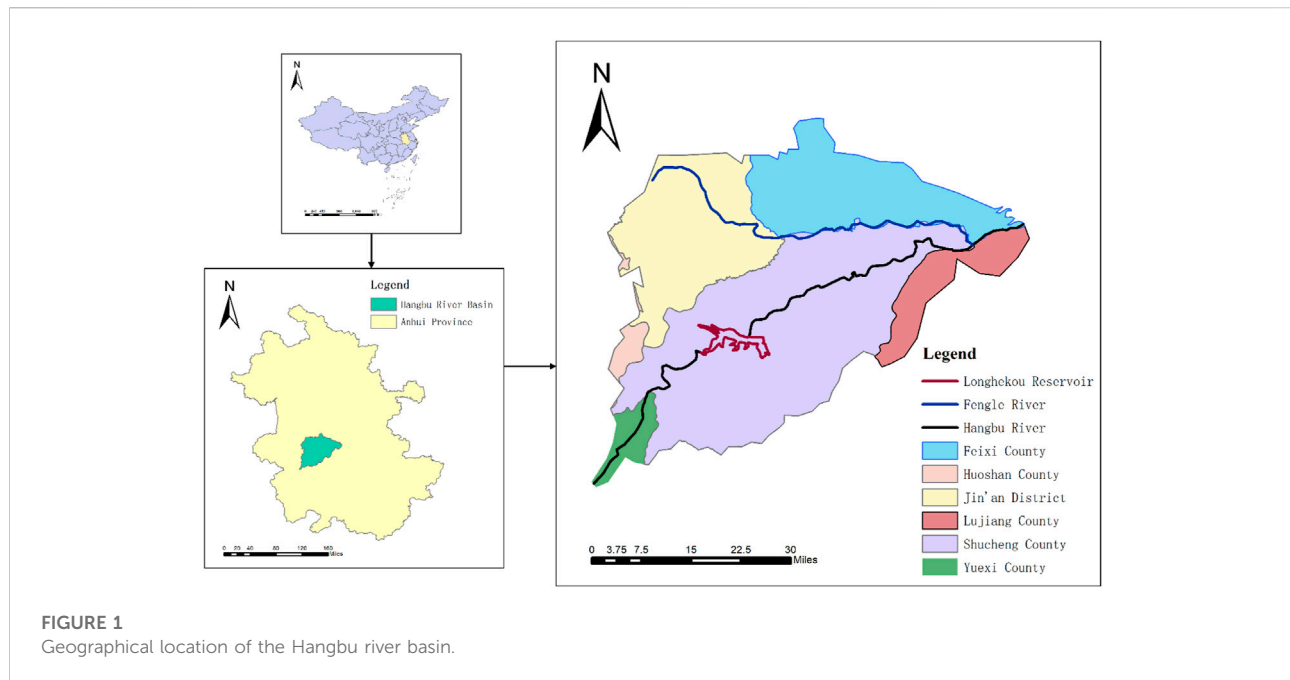 N
N
Legend
Hangbu River Basin
Anhui Province
0 20 40 80 120 160
Miles
N
Legend
Longhekou Reservoir
Fengle River
Hangbu River
Feixi County
Huoshan County
Jin'an District
Lujiang County
Shucheng County
Yuexi County
0 3.75 7.5 15 22.5 30
Miles
FIGURE 1
Geographical location of the Hangbu river basin.